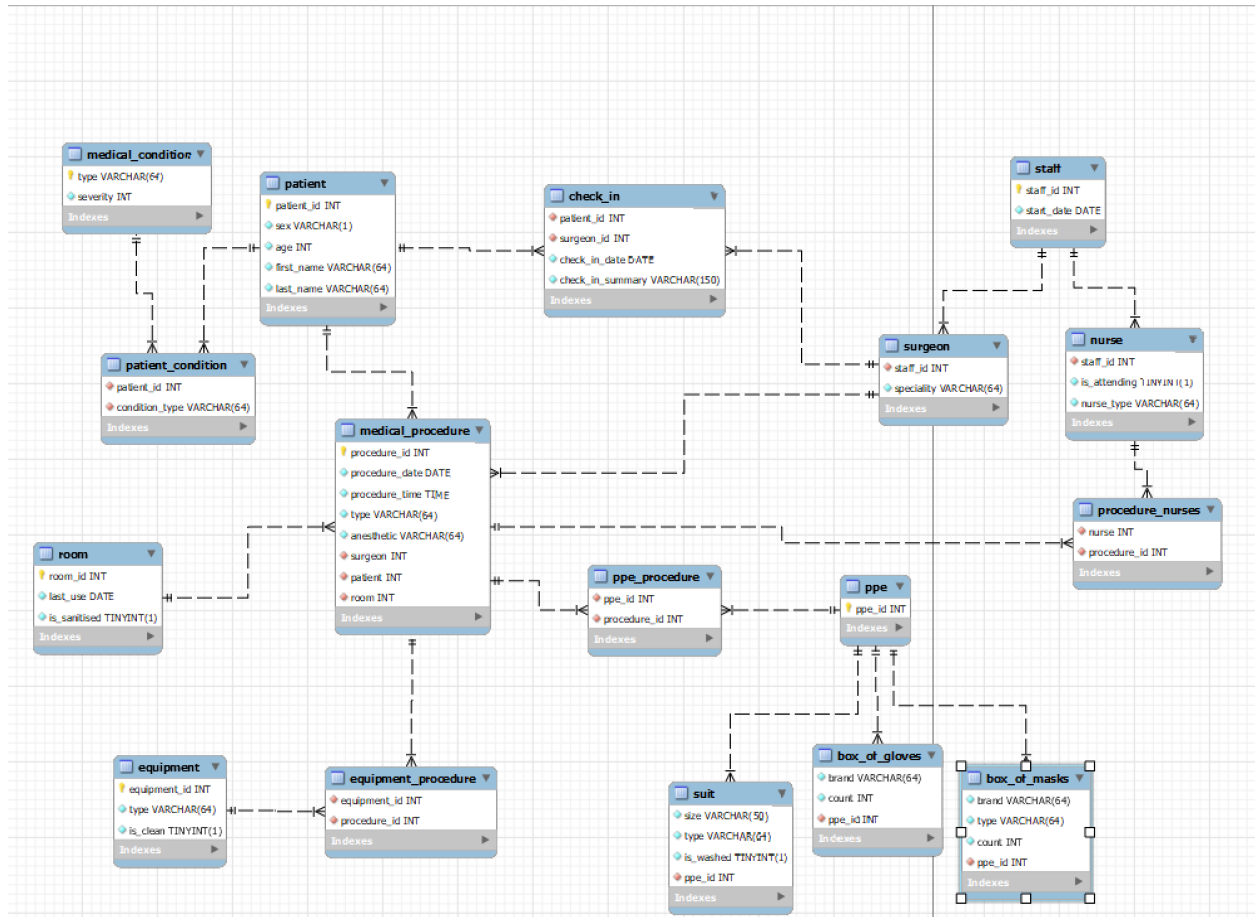 medical_condition
type VARCHAR(64)
severity INT
Indexes
patient
patient_id INT
sex VARCHAR(1)
age INT
first_name VARCHAR(64)
last_name VARCHAR(64)
Indexes
check_in
patient_id INT
surgeon_id INT
check_in_date DATE
check_in_summary VARCHAR(150)
Indexes
staff
staff_id INT
start_date DATE
Indexes
patient_condition
patient_id INT
condition_type VARCHAR(64)
Indexes
surgeon
staff_id INT
speciality VARCHAR(64)
Indexes
nurse
staff_id INT
is_attending TINYINT(1)
nurse_type VARCHAR(64)
Indexes
medical_procedure
procedure_id INT
procedure_date DATE
procedure_time TIME
type VARCHAR(64)
anesthetic VARCHAR(64)
surgeon INT
patient INT
room INT
Indexes
procedure_nurses
nurse INT
procedure_id INT
Indexes
room
room_id INT
last_use DATE
is_sanitised TINYINT(1)
Indexes
ppe_procedure
ppe_id INT
procedure_id INT
Indexes
ppe
ppe_id INT
Indexes
equipment
equipment_id INT
type VARCHAR(64)
is_clean TINYINT(1)
Indexes
equipment_procedure
equipment_id INT
procedure_id INT
Indexes
suit
size VARCHAR(50)
type VARCHAR(64)
is_washed TINYINT(1)
ppe_id INT
Indexes
box_of_gloves
brand VARCHAR(64)
count INT
ppe_id INT
Indexes
box_of_masks
brand VARCHAR(64)
type VARCHAR(64)
count INT
ppe_id INT
Indexes